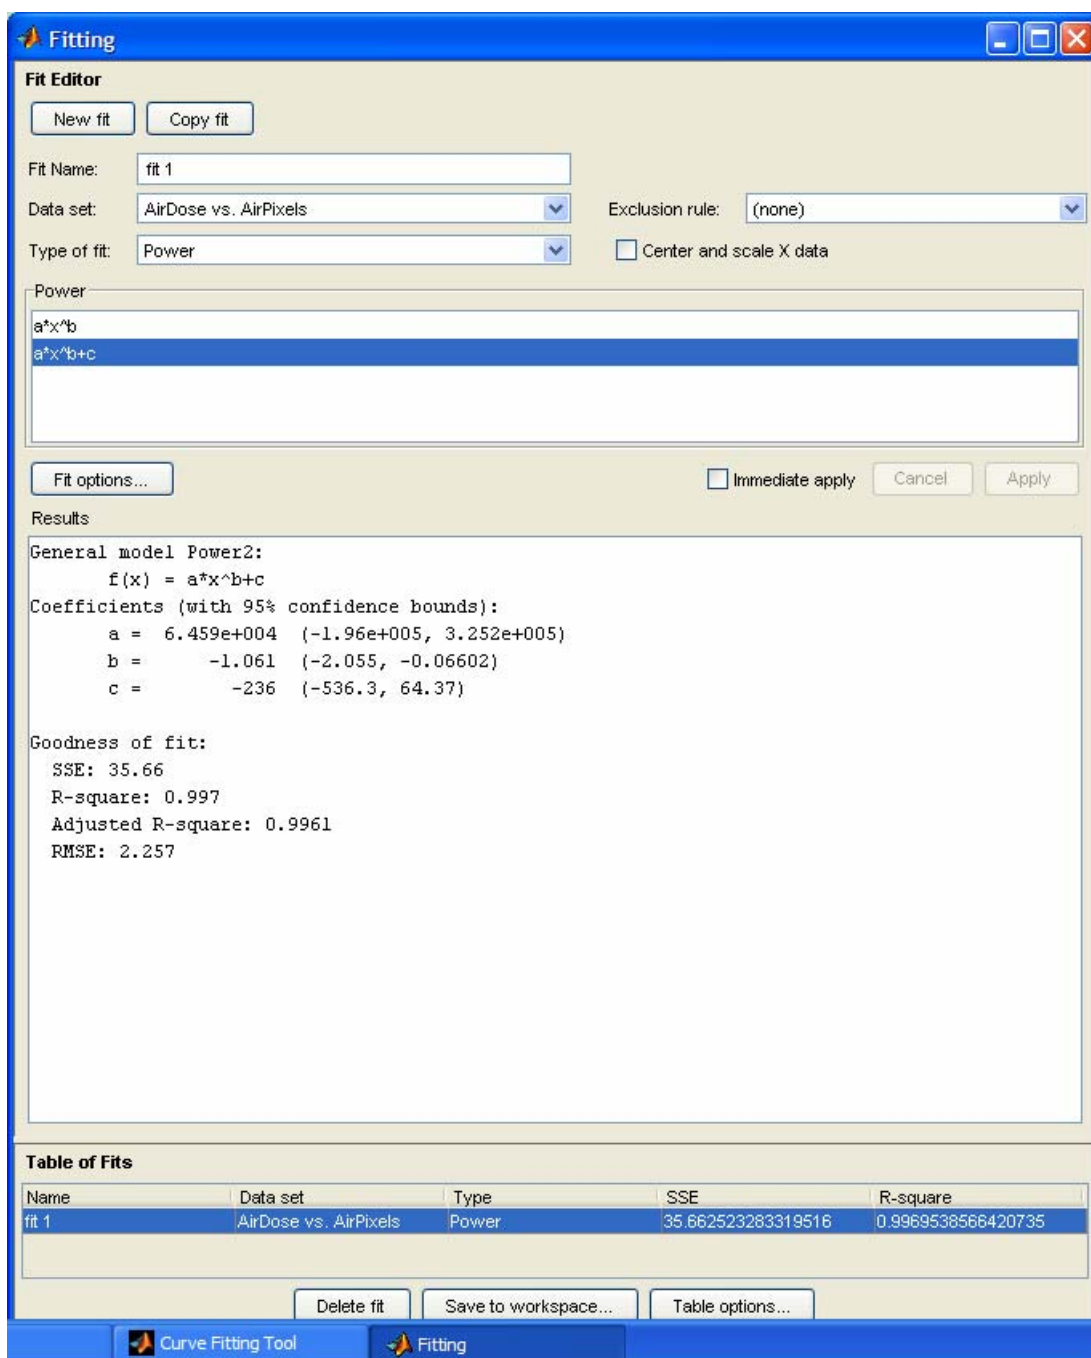 Fitting
Fit Editor
New fit Copy fit
Fit Name: fit 1
Data set: AirDose vs. AirPixels Exclusion rule: (none)
Type of fit: Power Center and scale X data
Power
a*x^b
a*x^b+c
Fit options... Immediate apply Cancel Apply
Results
General model Power2:
f(x) = a*x^b+c
Coefficients (with 95% confidence bounds):
a = 6.459e+004 (-1.96e+005, 3.252e+005)
b = -1.061 (-2.055, -0.06602)
c = -236 (-536.3, 64.37)
Goodness of fit:
SSE: 35.66
R-square: 0.997
Adjusted R-square: 0.9961
RMSE: 2.257
Table of Fits
Name Data set Type SSE R-square
fit 1 AirDose vs. AirPixels Power 35.662523283319516 0.9969538566420735
Delete fit Save to workspace... Table options...
Curve Fitting Tool Fitting